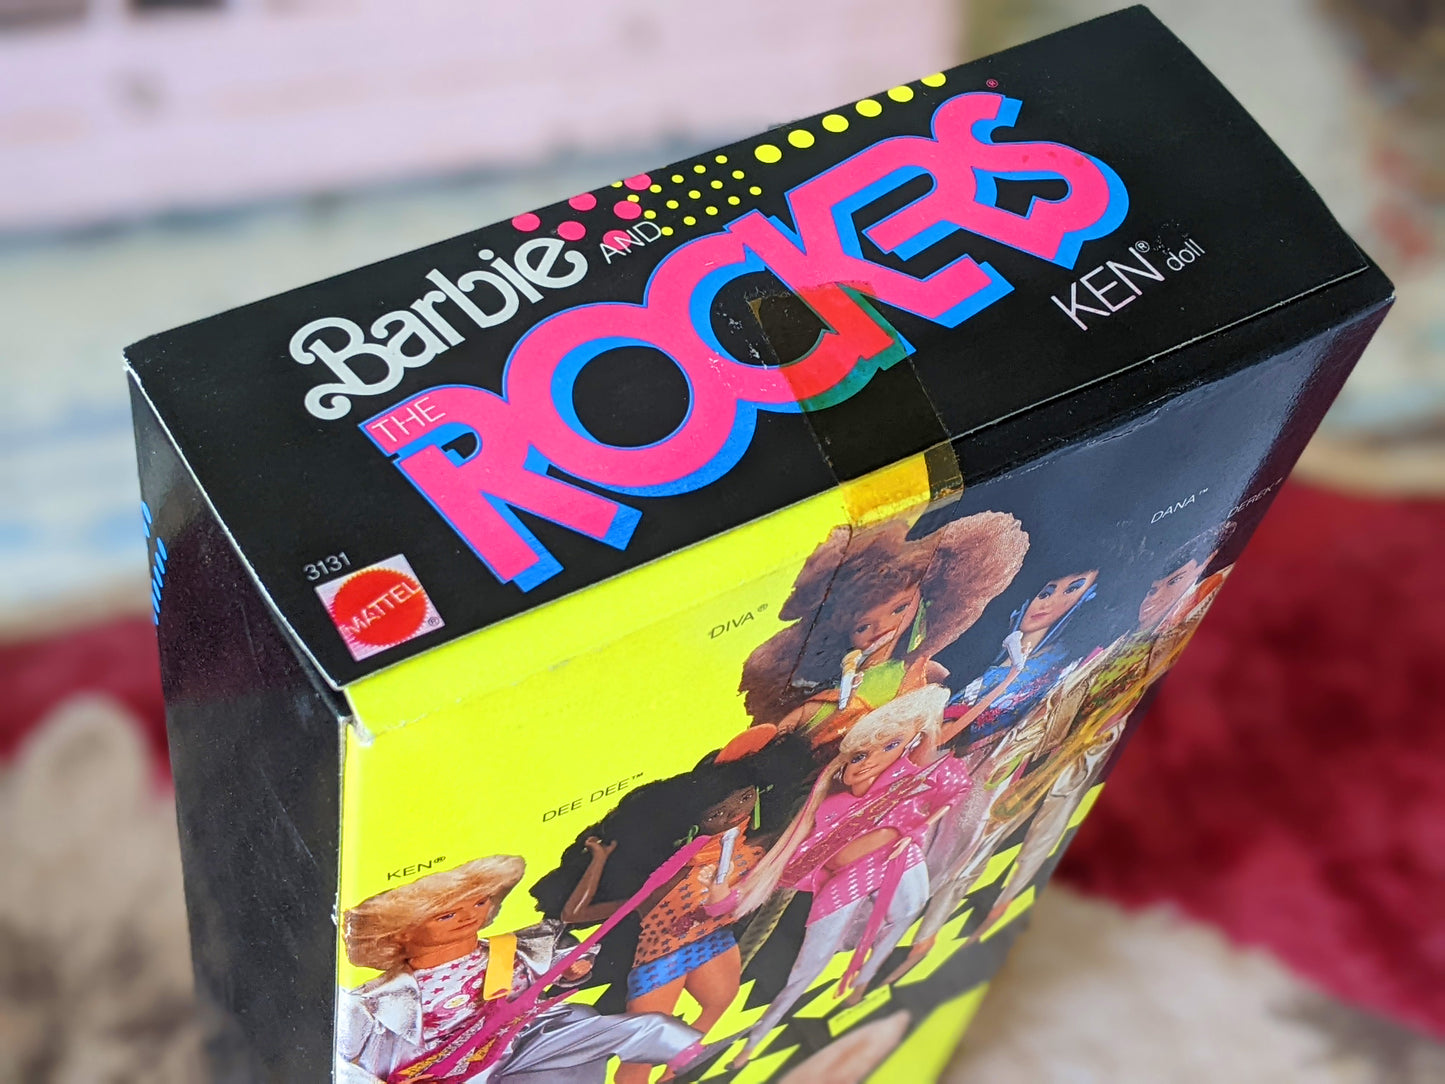 Barbie AND
THE
ROCKERS®
KEN® doll
3131
MATTEL®
DANA™
DEREK™
DIVA®
DEE DEE™
KEN®